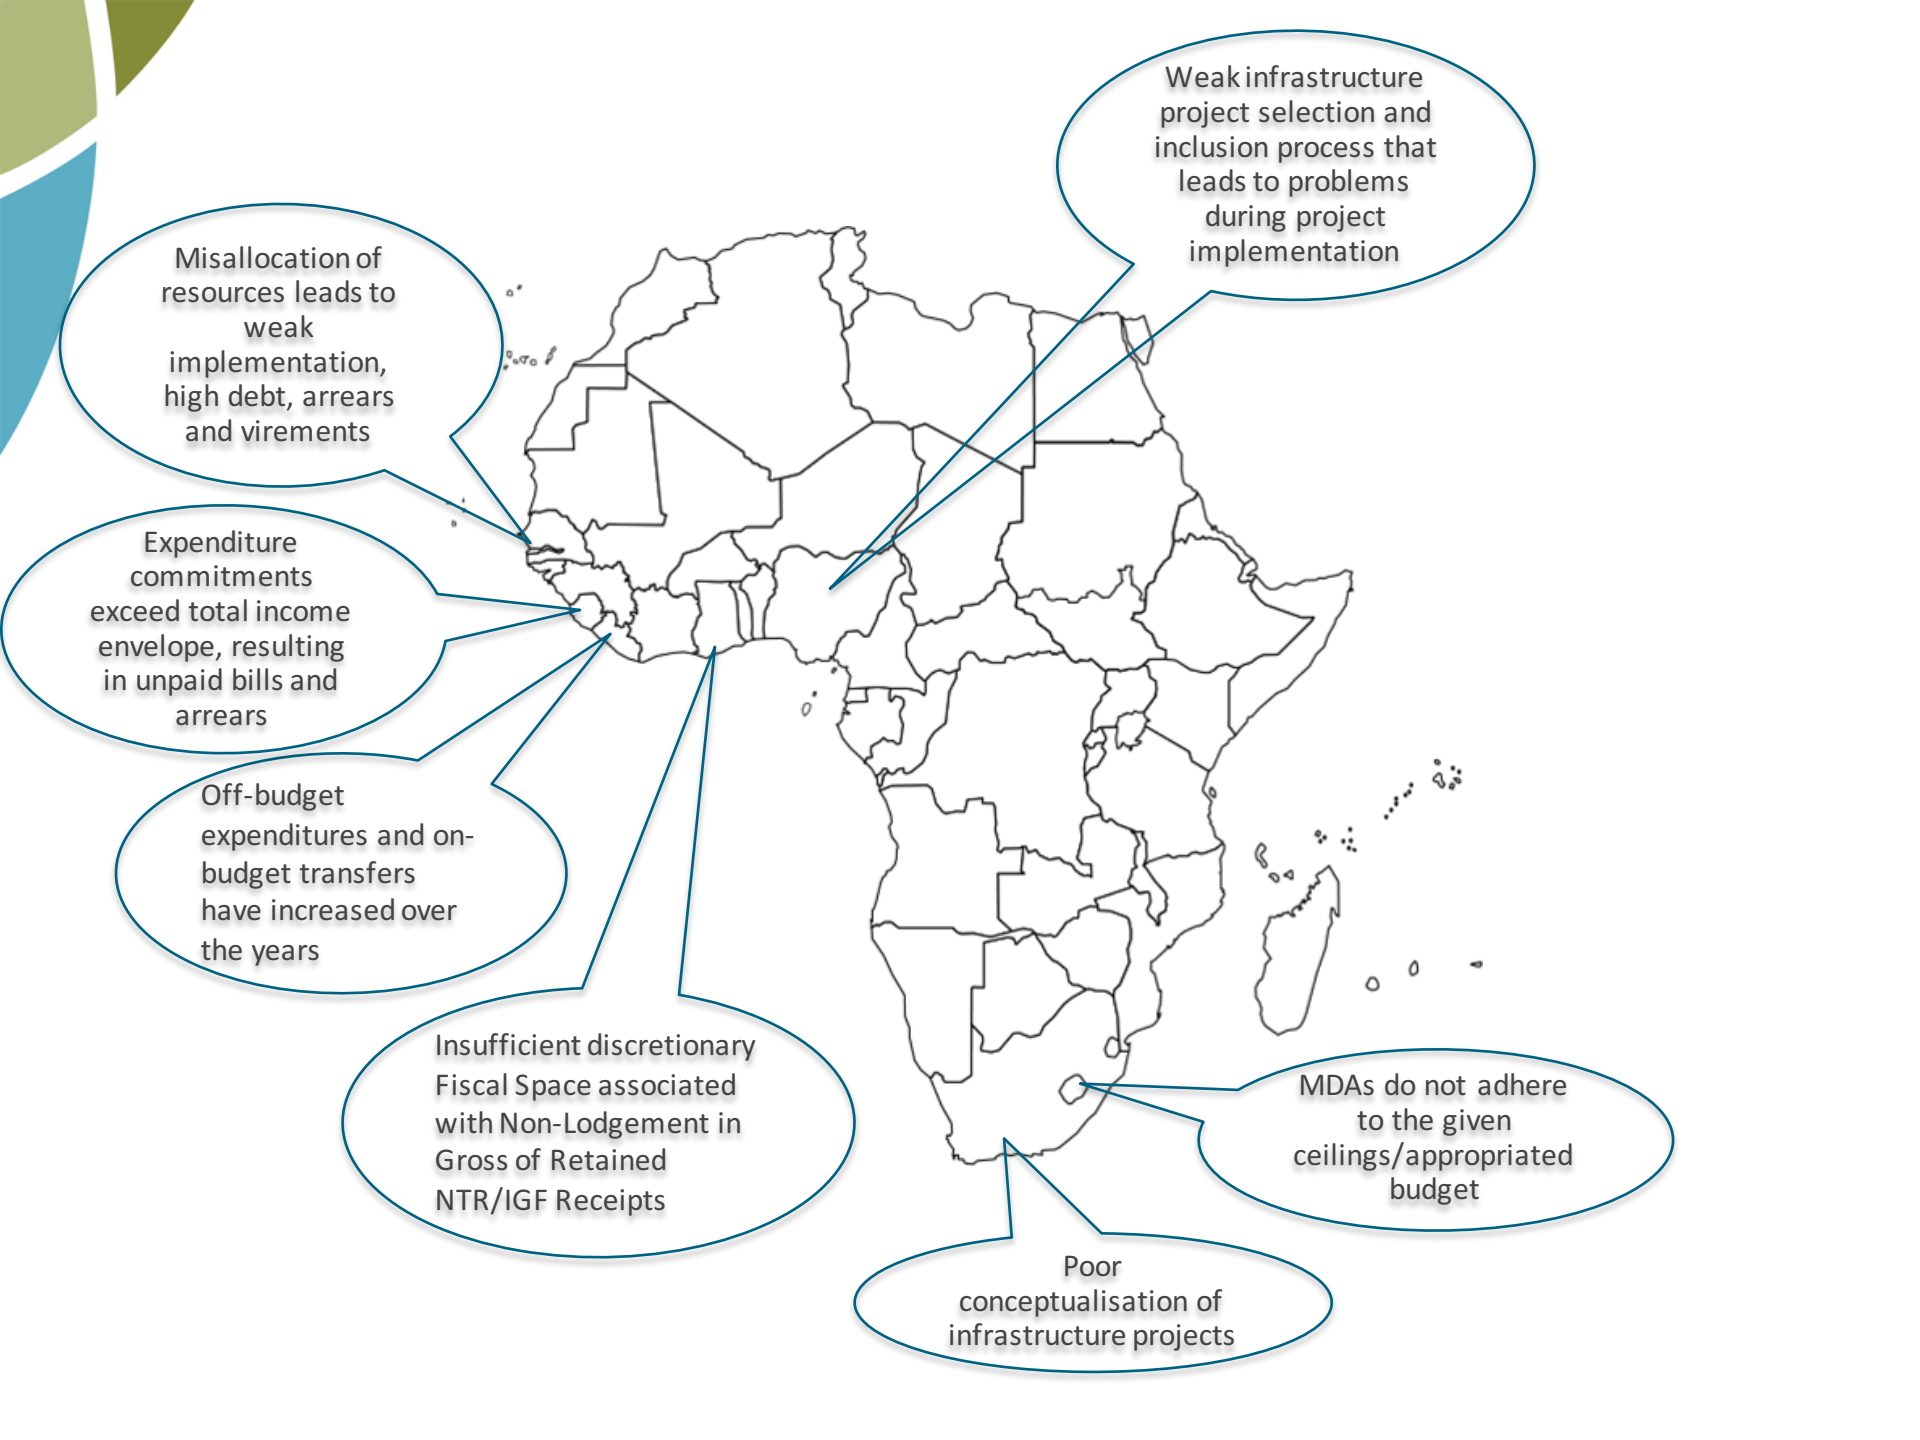 Weak infrastructure
project selection and
inclusion process that
leads to problems
during project
implementation
Misallocation of
resources leads to
weak
implementation,
high debt, arrears
and virements
Expenditure
commitments
exceed total income
envelope, resulting
in unpaid bills and
arrears
Off-budget
expenditures and on-
budget transfers
have increased over
the years
Insufficient discretionary
Fiscal Space associated
with Non-Lodgement in
Gross of Retained
NTR/IGF Receipts
MDAs do not adhere
to the given
ceilings/appropriated
budget
Poor
conceptualisation of
infrastructure projects